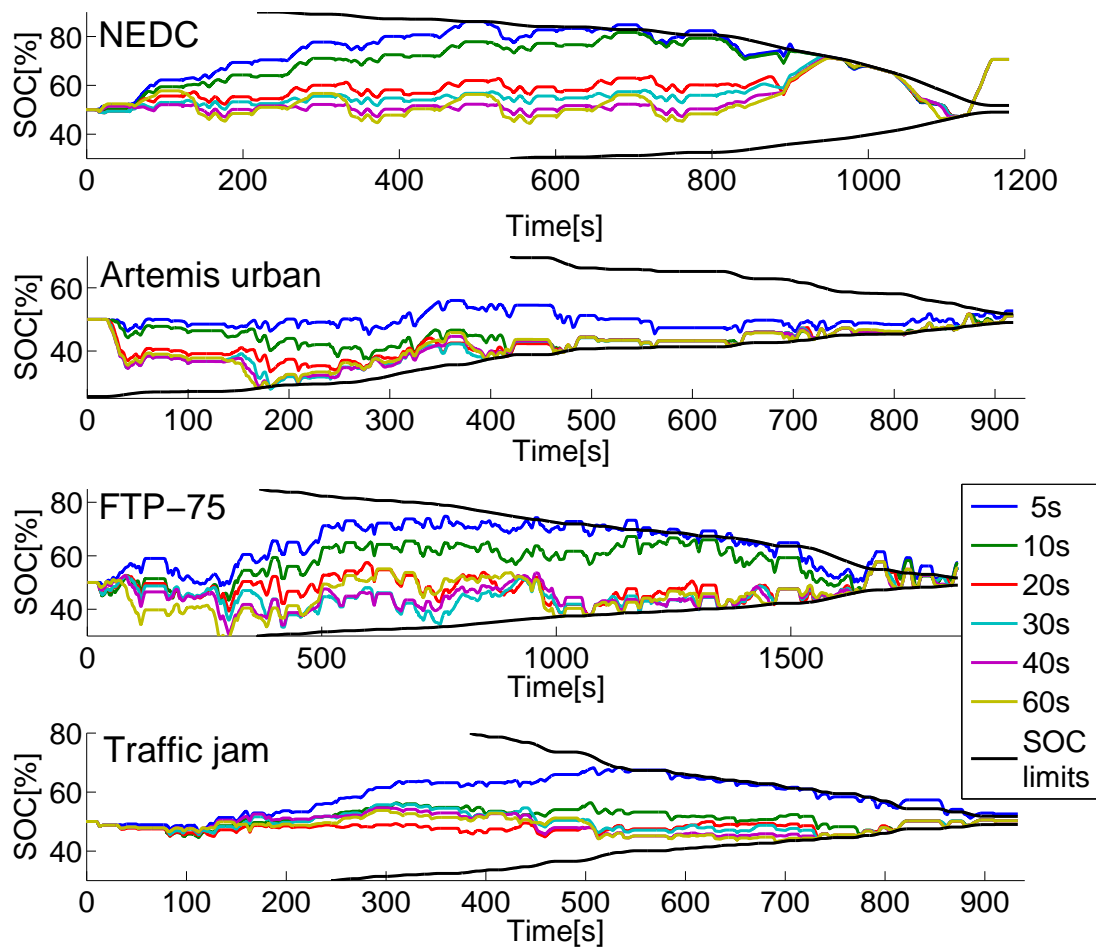 NEDC
SOC[%]
80
60
40
0 200 400 600 800 1000 1200
Time[s]
Artemis urban
SOC[%]
60
40
0 100 200 300 400 500 600 700 800 900
Time[s]
FTP−75
SOC[%]
80
60
40
0 500 1000 1500
Time[s]
5s
10s
20s
30s
40s
60s
SOC
limits
Traffic jam
SOC[%]
80
60
40
0 100 200 300 400 500 600 700 800 900
Time[s]